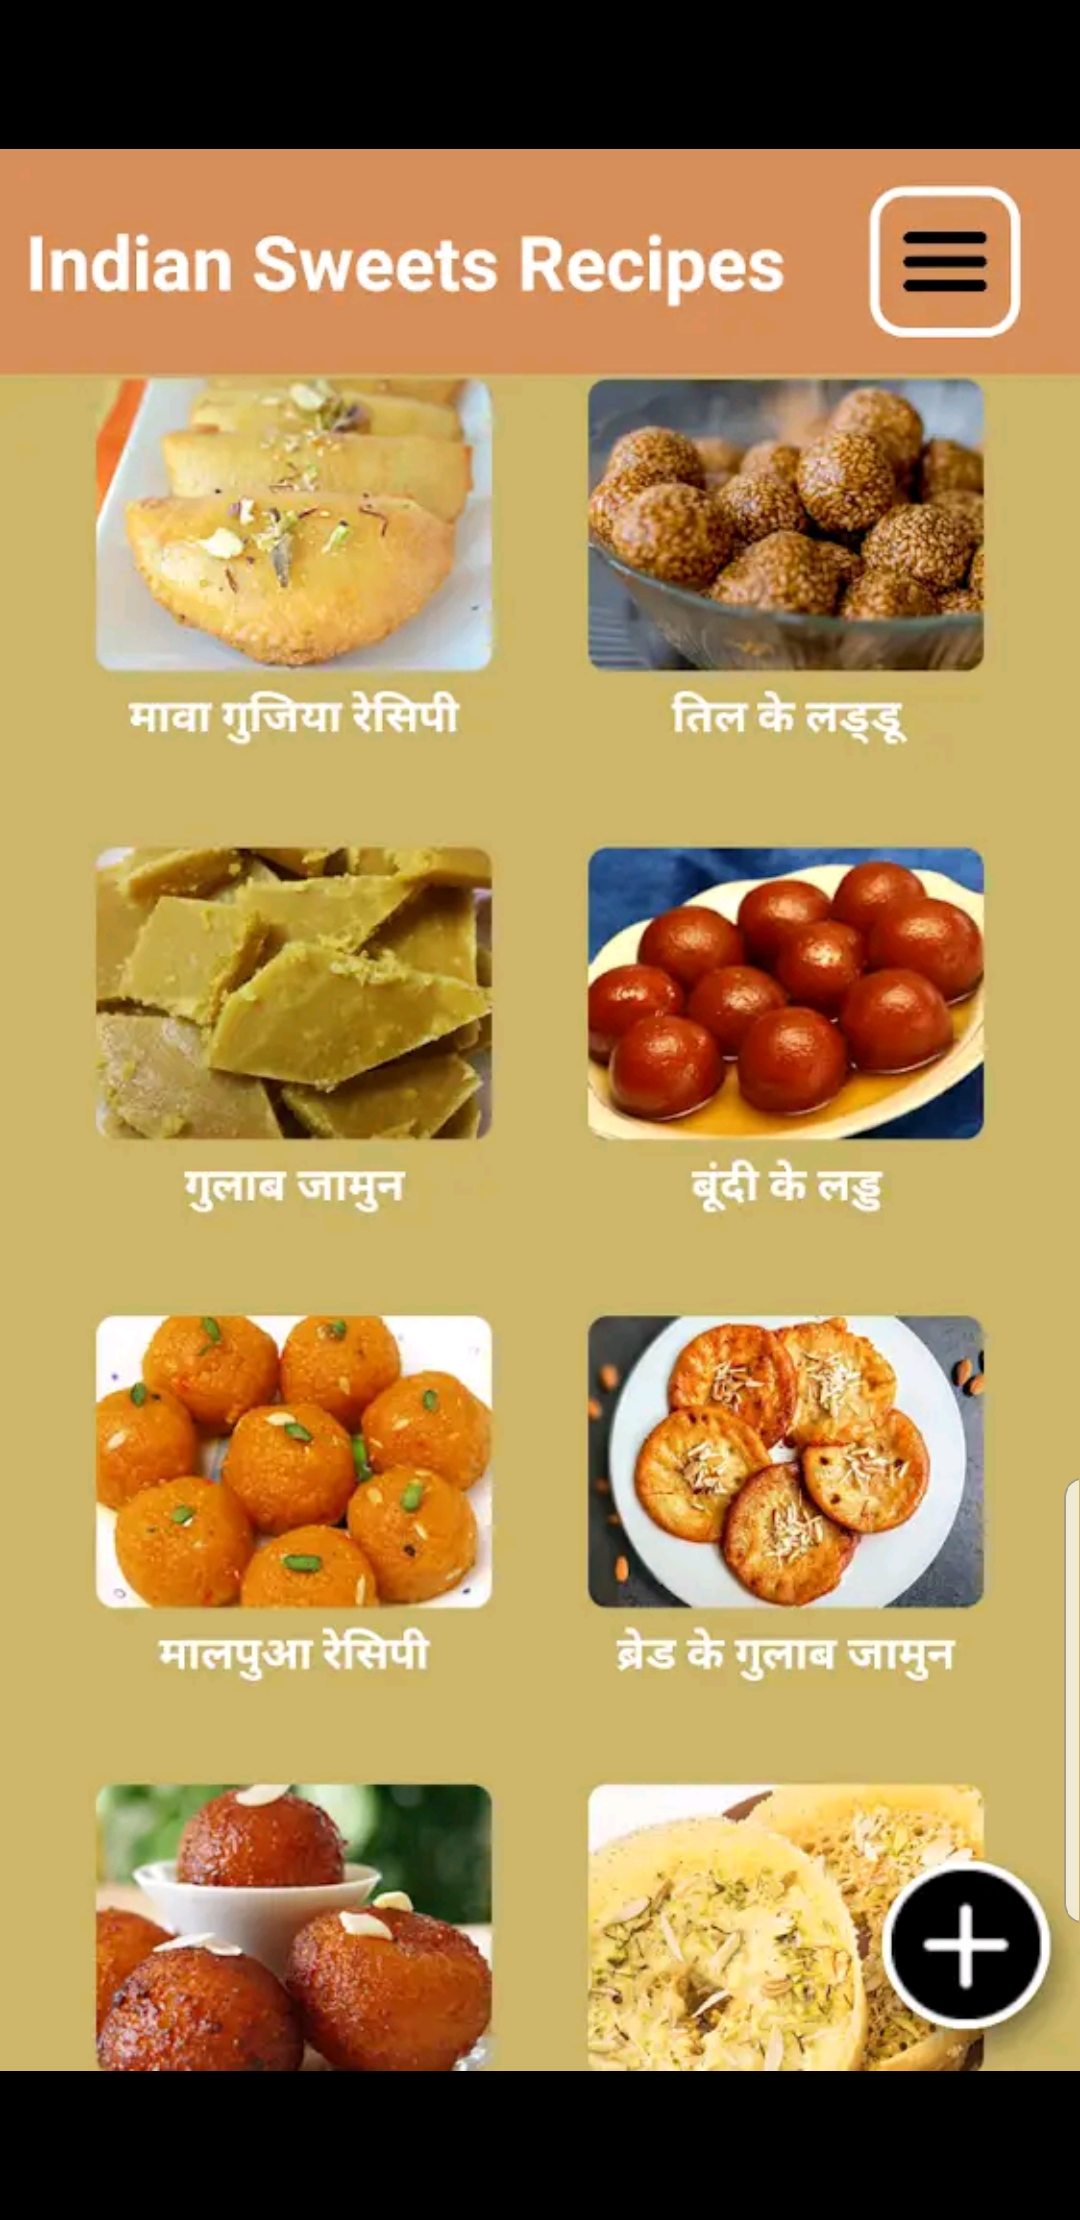 Indian Sweets Recipes
मावा गुजिया रेसिपी
तिल के लड्डू
गुलाब जामुन
बूंदी के लड्ड
मालपुआ रेसिपी
ब्रेड के गुलाब जामुन